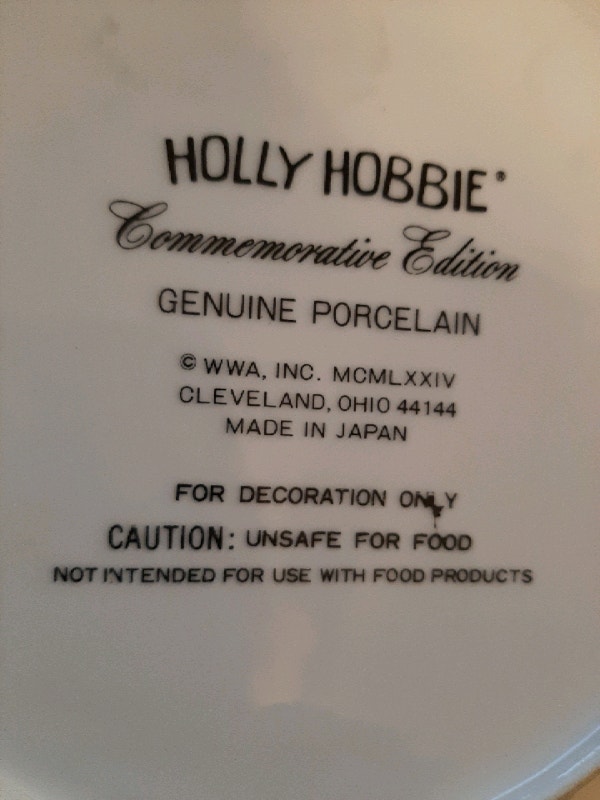 HOLLY HOBBIE®
Commemorative Edition
GENUINE PORCELAIN
© WWA, INC. MCMLXXIV
CLEVELAND, OHIO 44144
MADE IN JAPAN
FOR DECORATION ONLY
CAUTION: UNSAFE FOR FOOD
NOT INTENDED FOR USE WITH FOOD PRODUCTS